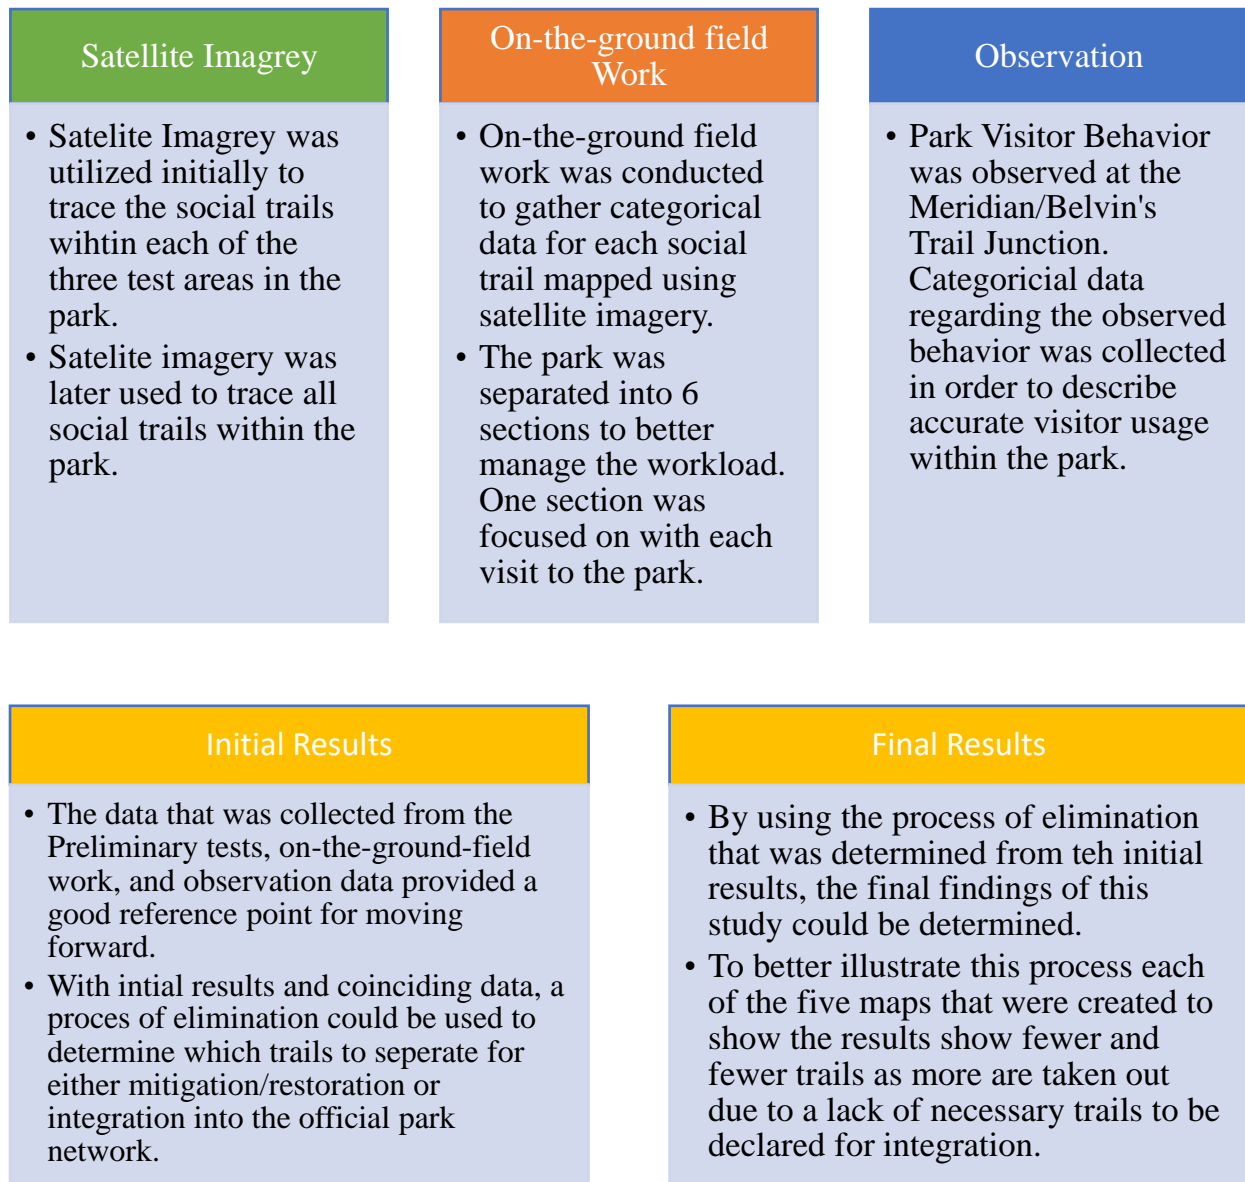 Satellite Imagrey
• Satelite Imagrey was
utilized initially to
trace the social trails
wihtin each of the
three test areas in the
park.
• Satelite imagery was
later used to trace all
social trails within the
park.
On-the-ground field
Work
• On-the-ground field
work was conducted
to gather categorical
data for each social
trail mapped using
satellite imagery.
• The park was
separated into 6
sections to better
manage the workload.
One section was
focused on with each
visit to the park.
Observation
• Park Visitor Behavior
was observed at the
Meridian/Belvin's
Trail Junction.
Categoricial data
regarding the observed
behavior was collected
in order to describe
accurate visitor usage
within the park.
Initial Results
• The data that was collected from the
Preliminary tests, on-the-ground-field
work, and observation data provided a
good reference point for moving
forward.
• With intial results and coinciding data, a
proces of elimination could be used to
determine which trails to seperate for
either mitigation/restoration or
integration into the official park
network.
Final Results
• By using the process of elimination
that was determined from teh initial
results, the final findings of this
study could be determined.
• To better illustrate this process each
of the five maps that were created to
show the results show fewer and
fewer trails as more are taken out
due to a lack of necessary trails to be
declared for integration.